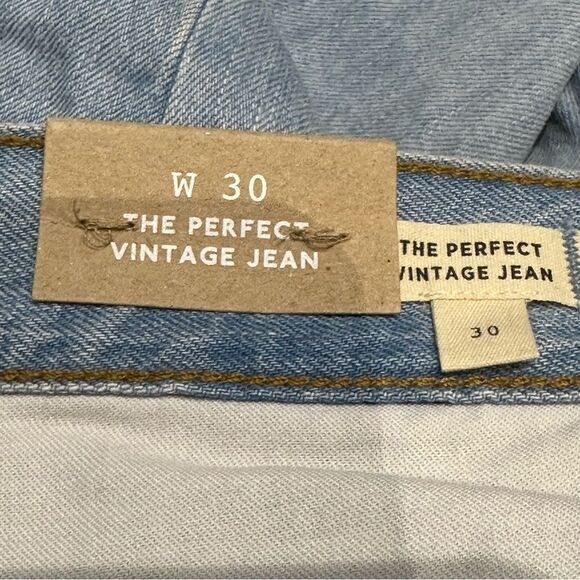 W 30
THE PERFECT
VINTAGE JEAN
THE PERFECT
VINTAGE JEAN
30